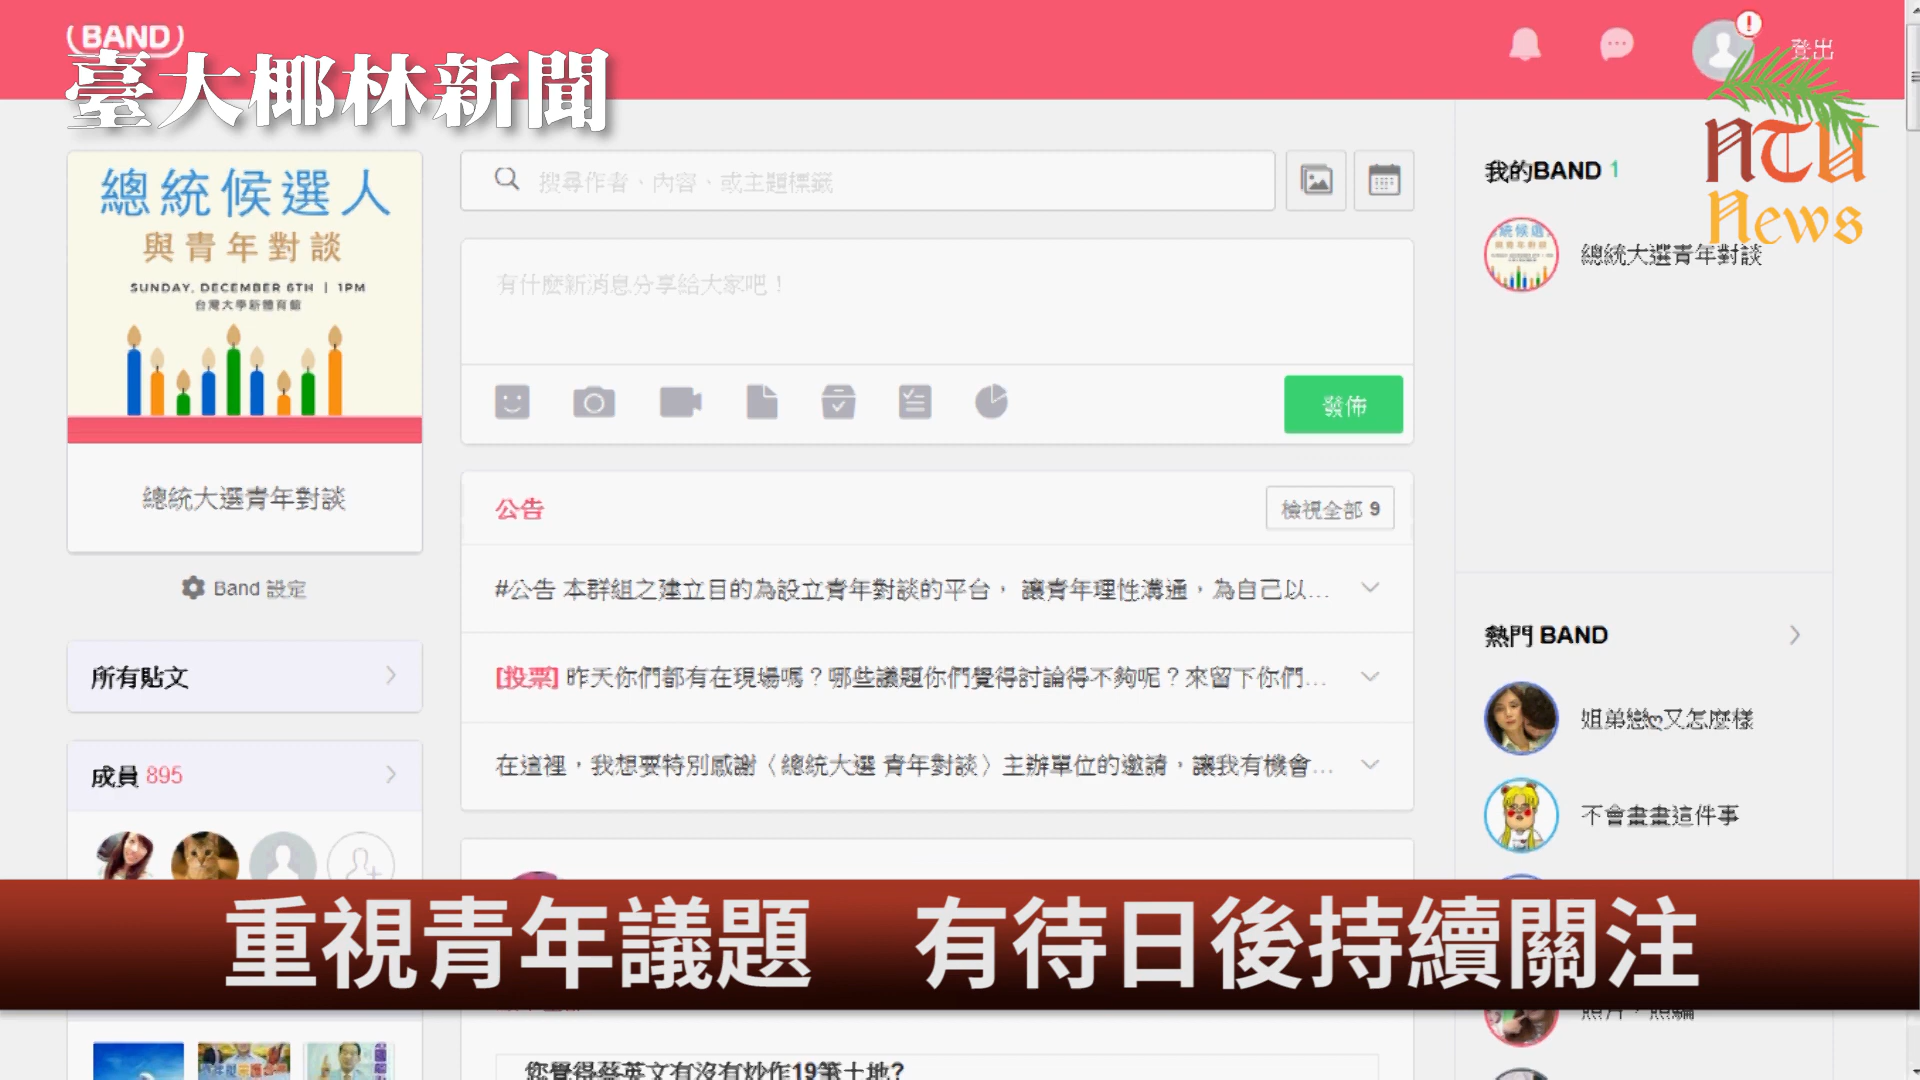 (BAND)
臺大椰林新聞
登出
NTU
News
總統候選人
與青年對談
SUNDAY, DECEMBER 6TH | 1PM
台灣大學新體育館
總統大選青年對談
Band 設定
所有貼文
成員 895
搜尋作者、內容、或主題標籤
有什麼新消息分享給大家吧！
發佈
公告
檢視全部 9
#公告 本群組之建立目的為設立青年對談的平台， 讓青年理性溝通，為自己以...
[投票] 昨天你們都有在現場嗎？哪些議題你們覺得討論得不夠呢？來留下你們...
在這裡，我想要特別感謝〈總統大選 青年對談〉主辦單位的邀請，讓我有機會...
我的BAND 1
總統大選青年對談
熱門 BAND
姐弟戀ღ又怎麼樣
不會畫畫這件事
重視青年議題　有待日後持續關注
您覺得蔡英文有沒有炒作19筆土地?